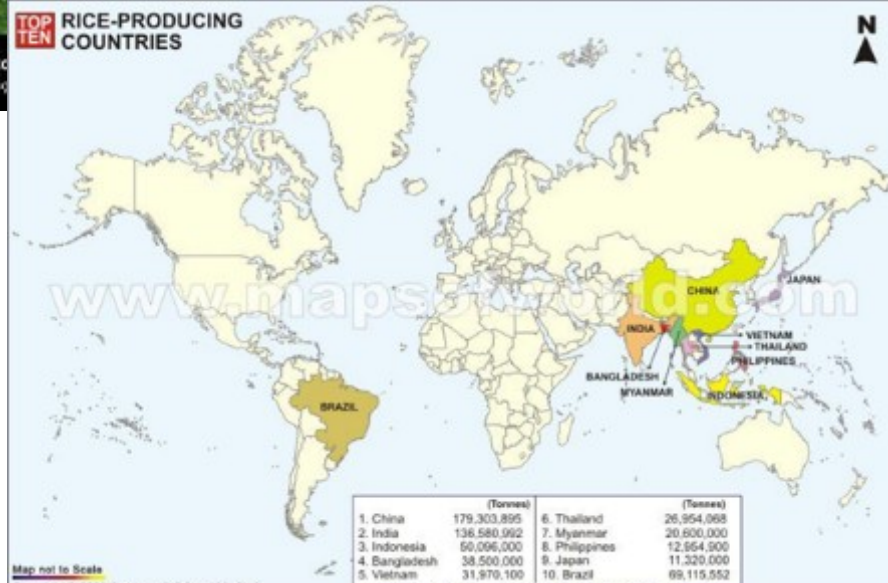 TOP TEN RICE-PRODUCING COUNTRIES
N
www.mapsofworld.com
CHINA
JAPAN
INDIA
VIETNAM
THAILAND
PHILIPPINES
BANGLADESH
MYANMAR
INDONESIA
BRAZIL
(Tonnes) (Tonnes)
1. China 179,303,895 6. Thailand 26,954,068
2. India 136,580,992 7. Myanmar 20,600,000
3. Indonesia 50,096,000 8. Philippines 12,954,900
4. Bangladesh 38,500,000 9. Japan 11,320,000
5. Vietnam 31,970,100 10. Brazil 69,115,552
Map not to Scale